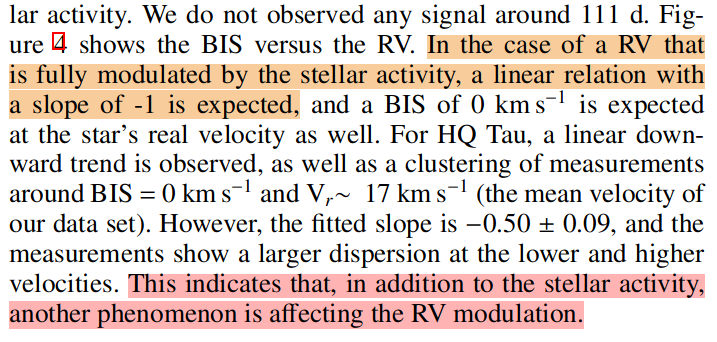 lar activity. We do not observed any signal around 111 d. Fig-
ure 4 shows the BIS versus the RV. In the case of a RV that
is fully modulated by the stellar activity, a linear relation with
a slope of -1 is expected, and a BIS of 0 km s⁻¹ is expected
at the star's real velocity as well. For HQ Tau, a linear down-
ward trend is observed, as well as a clustering of measurements
around BIS = 0 km s⁻¹ and Vᵣ~ 17 km s⁻¹ (the mean velocity of
our data set). However, the fitted slope is −0.50 ± 0.09, and the
measurements show a larger dispersion at the lower and higher
velocities. This indicates that, in addition to the stellar activity,
another phenomenon is affecting the RV modulation.